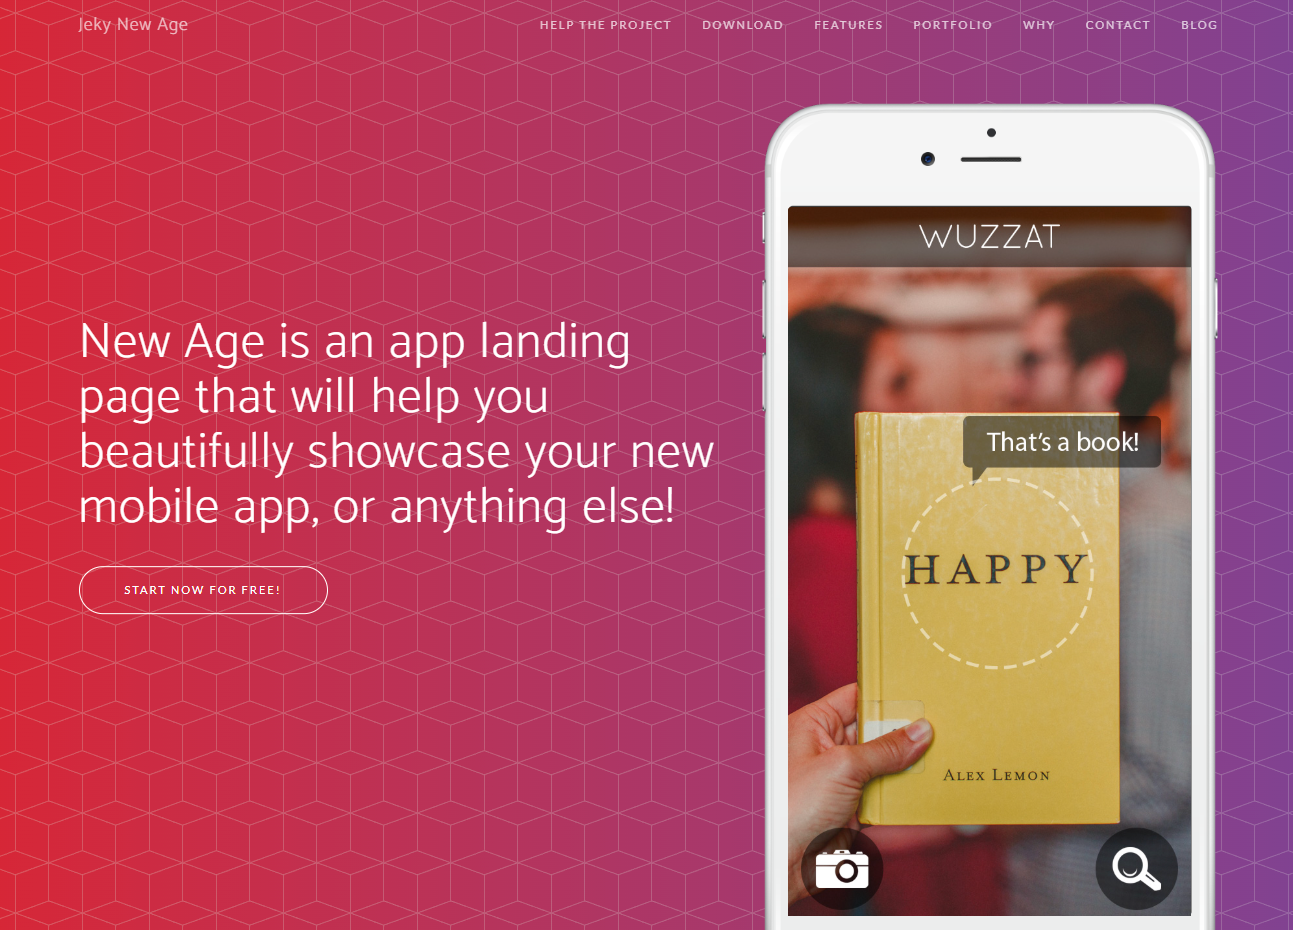 Jeky New Age
HELP THE PROJECT
DOWNLOAD
FEATURES
PORTFOLIO
WHY
CONTACT
BLOG
New Age is an app landing
page that will help you
beautifully showcase your new
mobile app, or anything else!
START NOW FOR FREE!
WUZZAT
That's a book!
HAPPY
ALEX LEMON